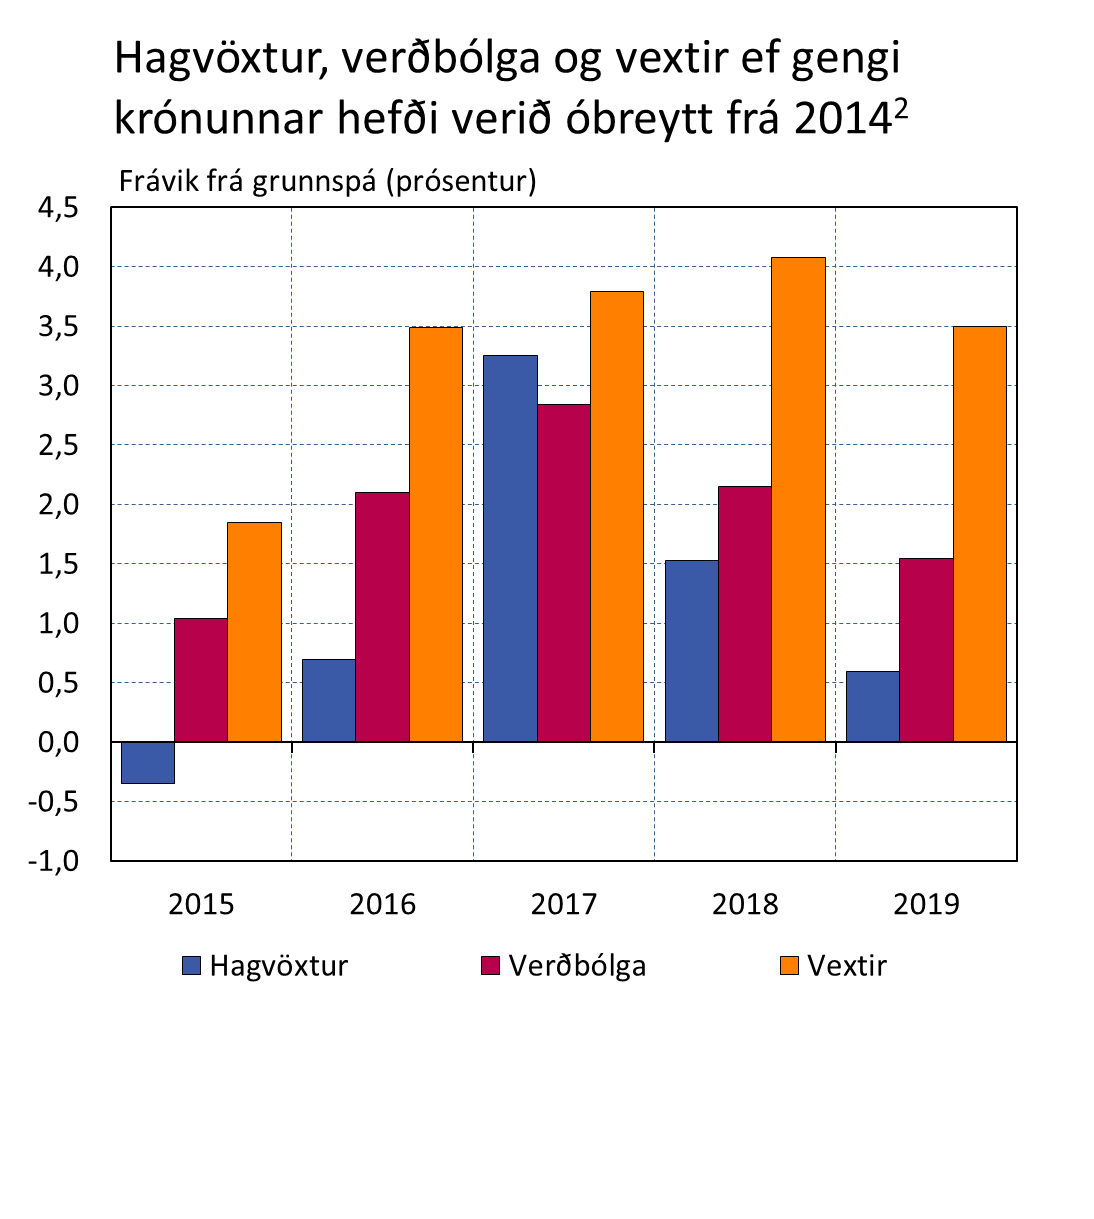 Hagvöxtur, verðbólga og vextir ef gengi
krónunnar hefði verið óbreytt frá 2014²
Frávik frá grunnspá (prósentur)
4,5
4,0
3,5
3,0
2,5
2,0
1,5
1,0
0,5
0,0
-0,5
-1,0
2015 2016 2017 2018 2019
Hagvöxtur Verðbólga Vextir